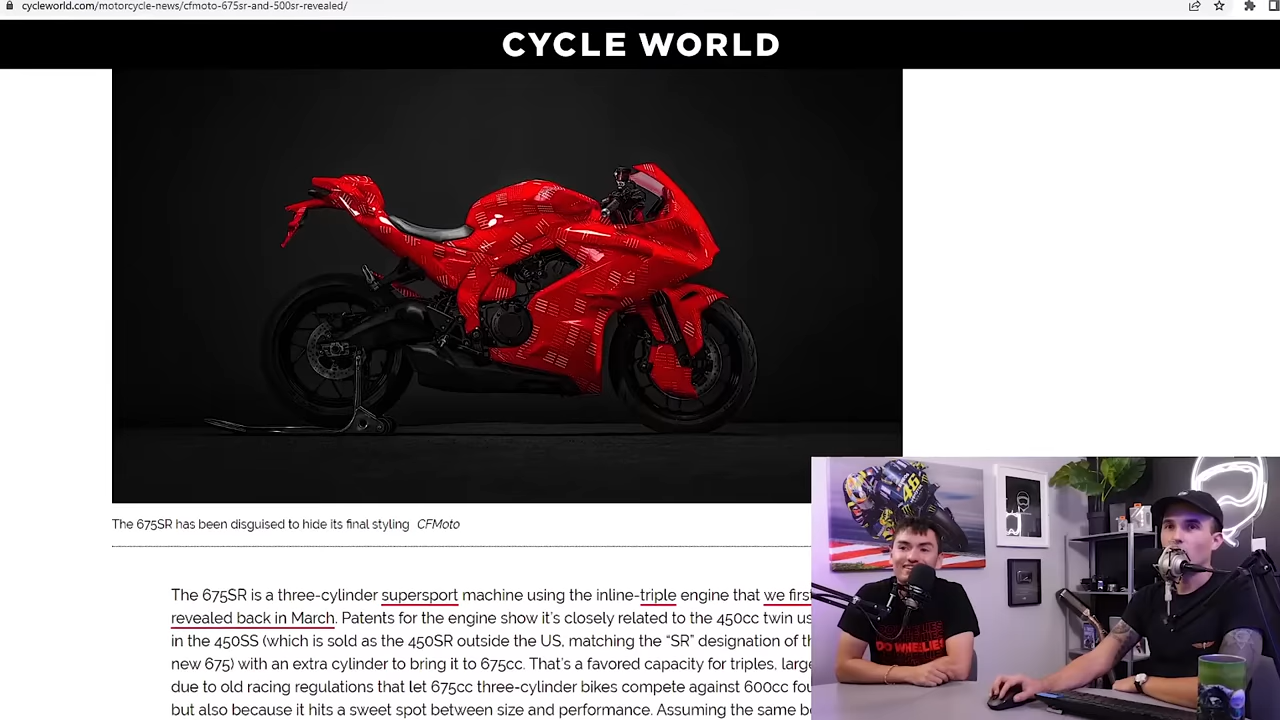 cycleworld.com/motorcycle-news/cfmoto-675sr-and-500sr-revealed/
CYCLE WORLD
The 675SR has been disguised to hide its final styling CFMoto
The 675SR is a three-cylinder supersport machine using the inline-triple engine that we first
revealed back in March. Patents for the engine show it's closely related to the 450cc twin us
in the 450SS (which is sold as the 450SR outside the US, matching the “SR” designation of th
new 675) with an extra cylinder to bring it to 675cc. That's a favored capacity for triples, large
due to old racing regulations that let 675cc three-cylinder bikes compete against 600cc fou
but also because it hits a sweet spot between size and performance. Assuming the same bo
46
DO WHEELIES